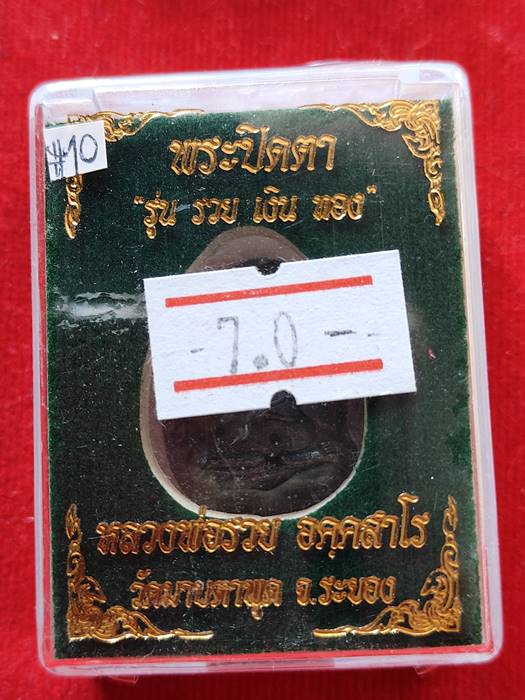 #10
พระปิดตา
"รุ่น รวย เงิน ทอง"
-7.0-
หลวงพ่อรวย อคฺคสาโร
วัดมาบตาพุด จ.ระยอง